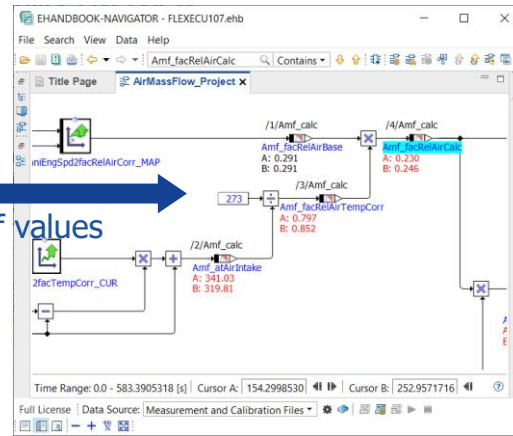 EHANDBOOK-NAVIGATOR - FLEXECU107.ehb
File Search View Data Help
Amf_facRelAirCalc Contains
Title Page AirMassFlow_Project
/1/Amf_calc /4/Amf_calc
Amf_facRelAirBase Amf_facRelAirCalc
A: 0.291 A: 0.230
B: 0.291 B: 0.246
niEngSpd2facRelAirCorr_MAP
/3/Amf_calc
273
Amf_facRelAirTempCorr
A: 0.797
B: 0.852
values
/2/Amf_calc
Amf_atAirIntake
A: 341.03
B: 319.81
2facTempCorr_CUR
Time Range: 0.0 - 583.3905318 [s] Cursor A: 154.2998530 Cursor B: 252.9571716
Full License Data Source: Measurement and Calibration Files